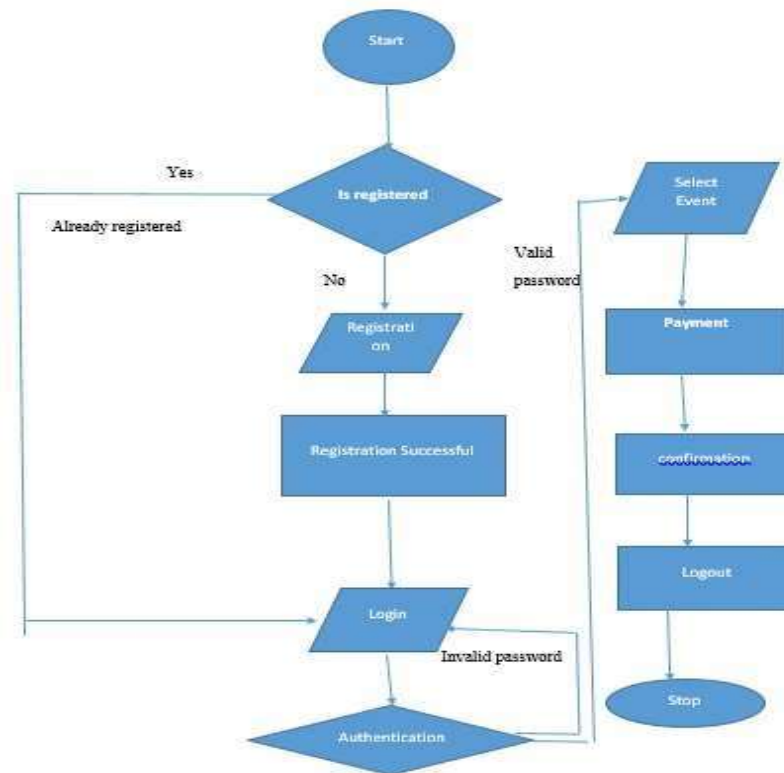 Start
Yes
Is registered
Already registered
No
Registrati
on
Registration Successful
Login
Invalid password
Authentication
Valid
password
Select
Event
Payment
confirmation
Logout
Stop